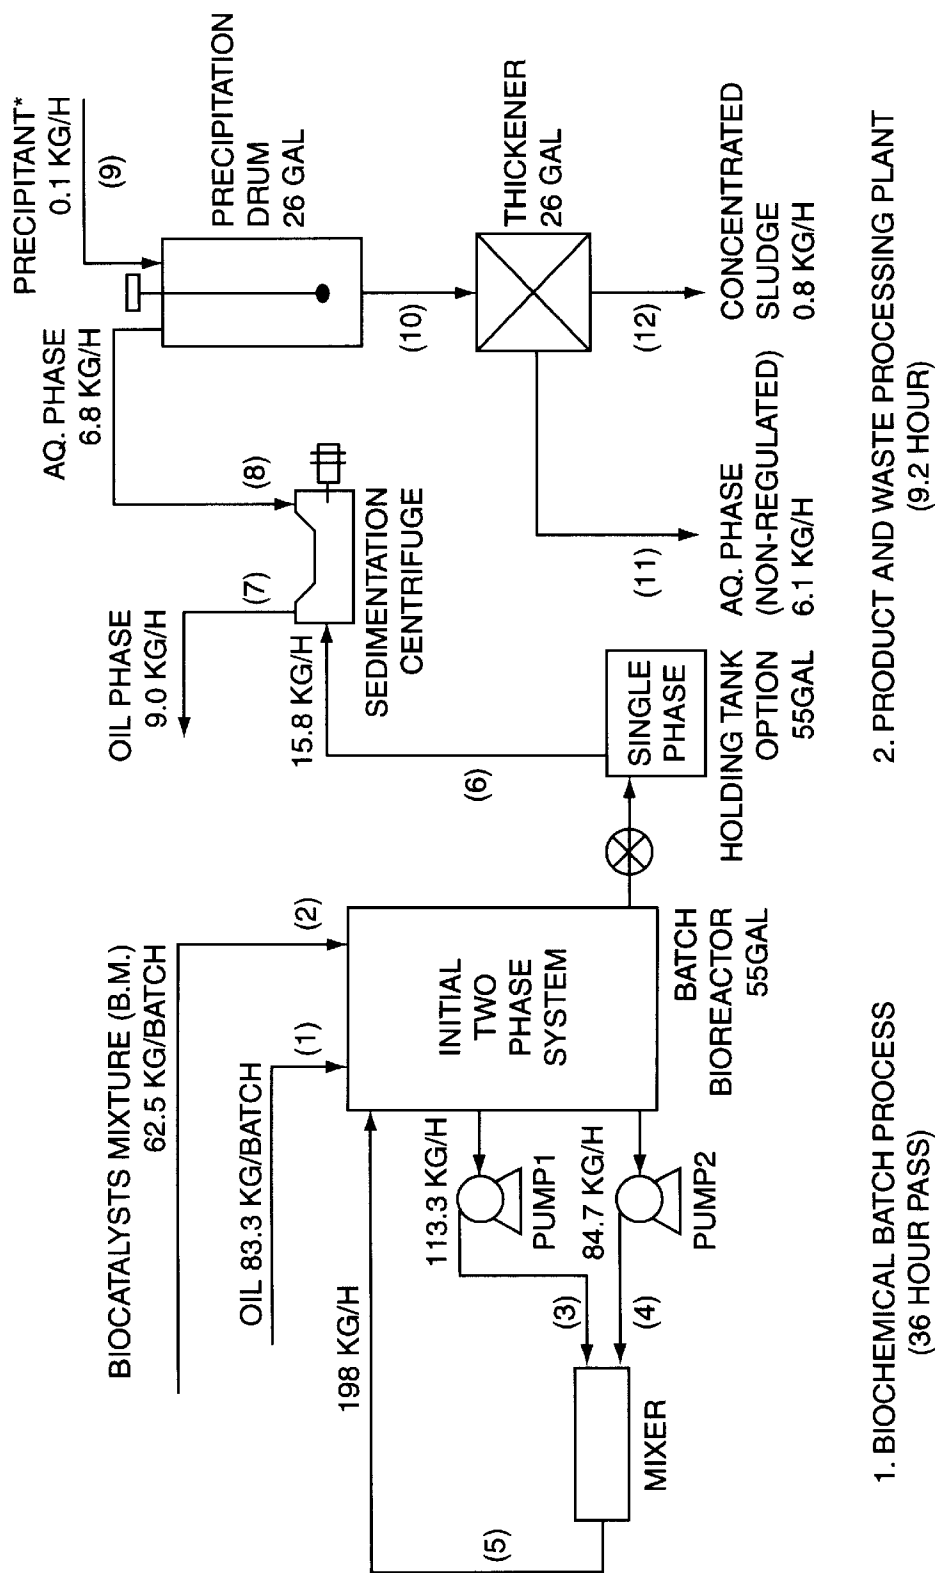 BIOCATALYSTS MIXTURE (B.M.)
62.5 KG/BATCH
(2)
OIL 83.3 KG/BATCH
(1)
198 KG/H
INITIAL
TWO
PHASE
SYSTEM
BATCH
BIOREACTOR
55GAL
113.3 KG/H
PUMP1
84.7 KG/H
PUMP2
(3)
(4)
MIXER
(5)
1. BIOCHEMICAL BATCH PROCESS
(36 HOUR PASS)
PRECIPITANT*
0.1 KG/H
(9)
AQ. PHASE
6.8 KG/H
PRECIPITATION
DRUM
26 GAL
(8)
(7)
OIL PHASE
9.0 KG/H
15.8 KG/H
SEDIMENTATION
CENTRIFUGE
(10)
THICKENER
26 GAL
(6)
SINGLE
PHASE
HOLDING TANK
OPTION
55GAL
(11)
AQ. PHASE
(NON-REGULATED)
6.1 KG/H
(12)
CONCENTRATED
SLUDGE
0.8 KG/H
2. PRODUCT AND WASTE PROCESSING PLANT
(9.2 HOUR)